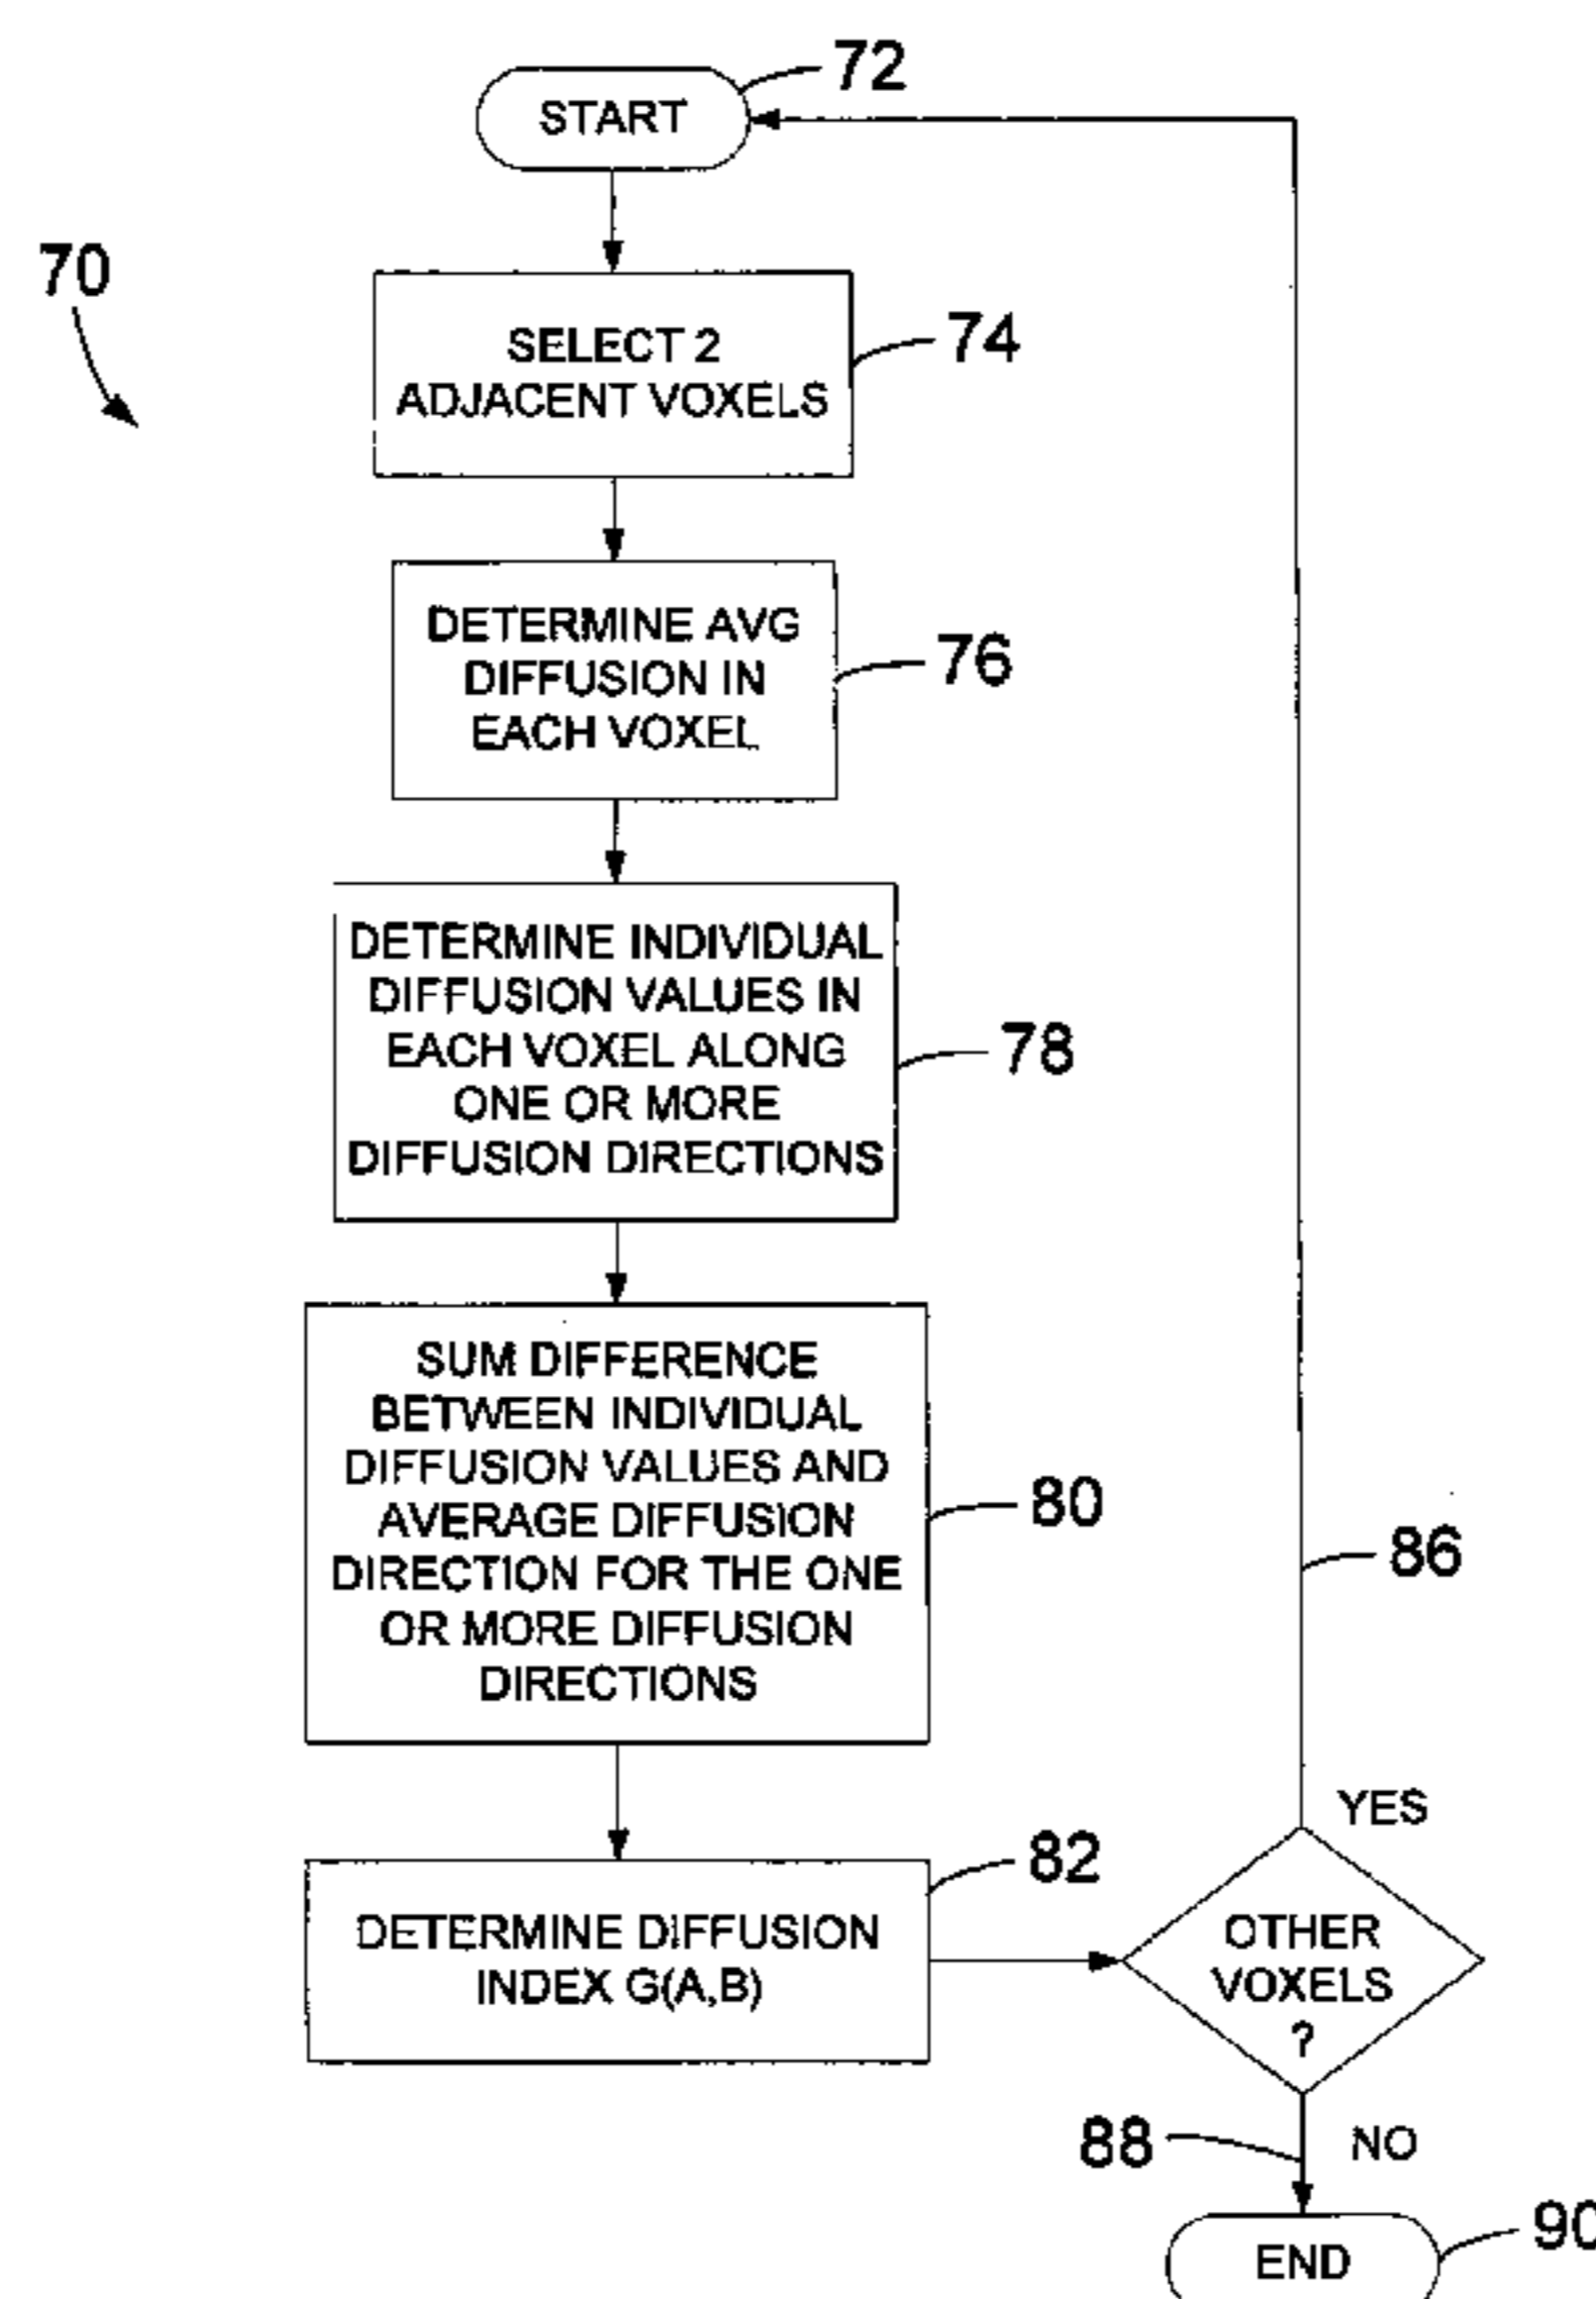 72
START
70
SELECT 2
ADJACENT VOXELS
74
DETERMINE AVG
DIFFUSION IN
EACH VOXEL
76
DETERMINE INDIVIDUAL
DIFFUSION VALUES IN
EACH VOXEL ALONG
ONE OR MORE
DIFFUSION DIRECTIONS
78
SUM DIFFERENCE
BETWEEN INDIVIDUAL
DIFFUSION VALUES AND
AVERAGE DIFFUSION
DIRECTION FOR THE ONE
OR MORE DIFFUSION
DIRECTIONS
80
86
YES
82
DETERMINE DIFFUSION
INDEX G(A,B)
OTHER
VOXELS
?
88
NO
90
END